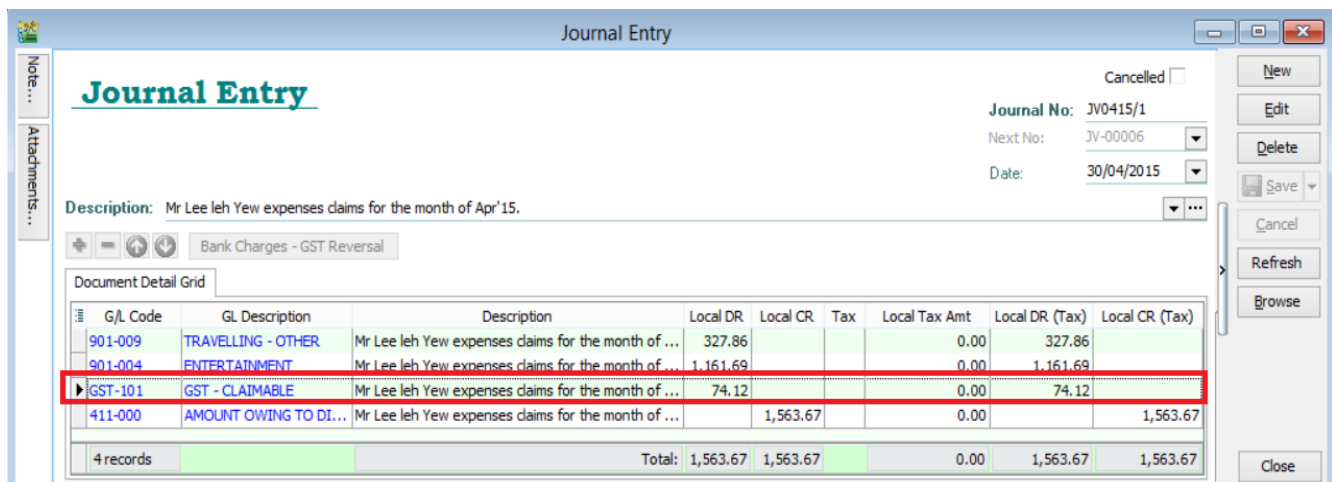 Journal Entry
Note...
Attachments...
Journal Entry
Cancelled
Journal No: JV0415/1
Next No: JV-00006
Date: 30/04/2015
Description: Mr Lee leh Yew expenses claims for the month of Apr'15.
Bank Charges - GST Reversal
Document Detail Grid
G/L Code GL Description Description Local DR Local CR Tax Local Tax Amt Local DR (Tax) Local CR (Tax)
901-009 TRAVELLING - OTHER Mr Lee leh Yew expenses claims for the month of ... 327.86 0.00 327.86
901-004 ENTERTAINMENT Mr Lee leh Yew expenses claims for the month of ... 1,161.69 0.00 1,161.69
GST-101 GST - CLAIMABLE Mr Lee leh Yew expenses claims for the month of ... 74.12 0.00 74.12
411-000 AMOUNT OWING TO DI... Mr Lee leh Yew expenses claims for the month of ... 1,563.67 0.00 1,563.67
4 records Total: 1,563.67 1,563.67 0.00 1,563.67 1,563.67
New
Edit
Delete
Save
Cancel
Refresh
Browse
Close